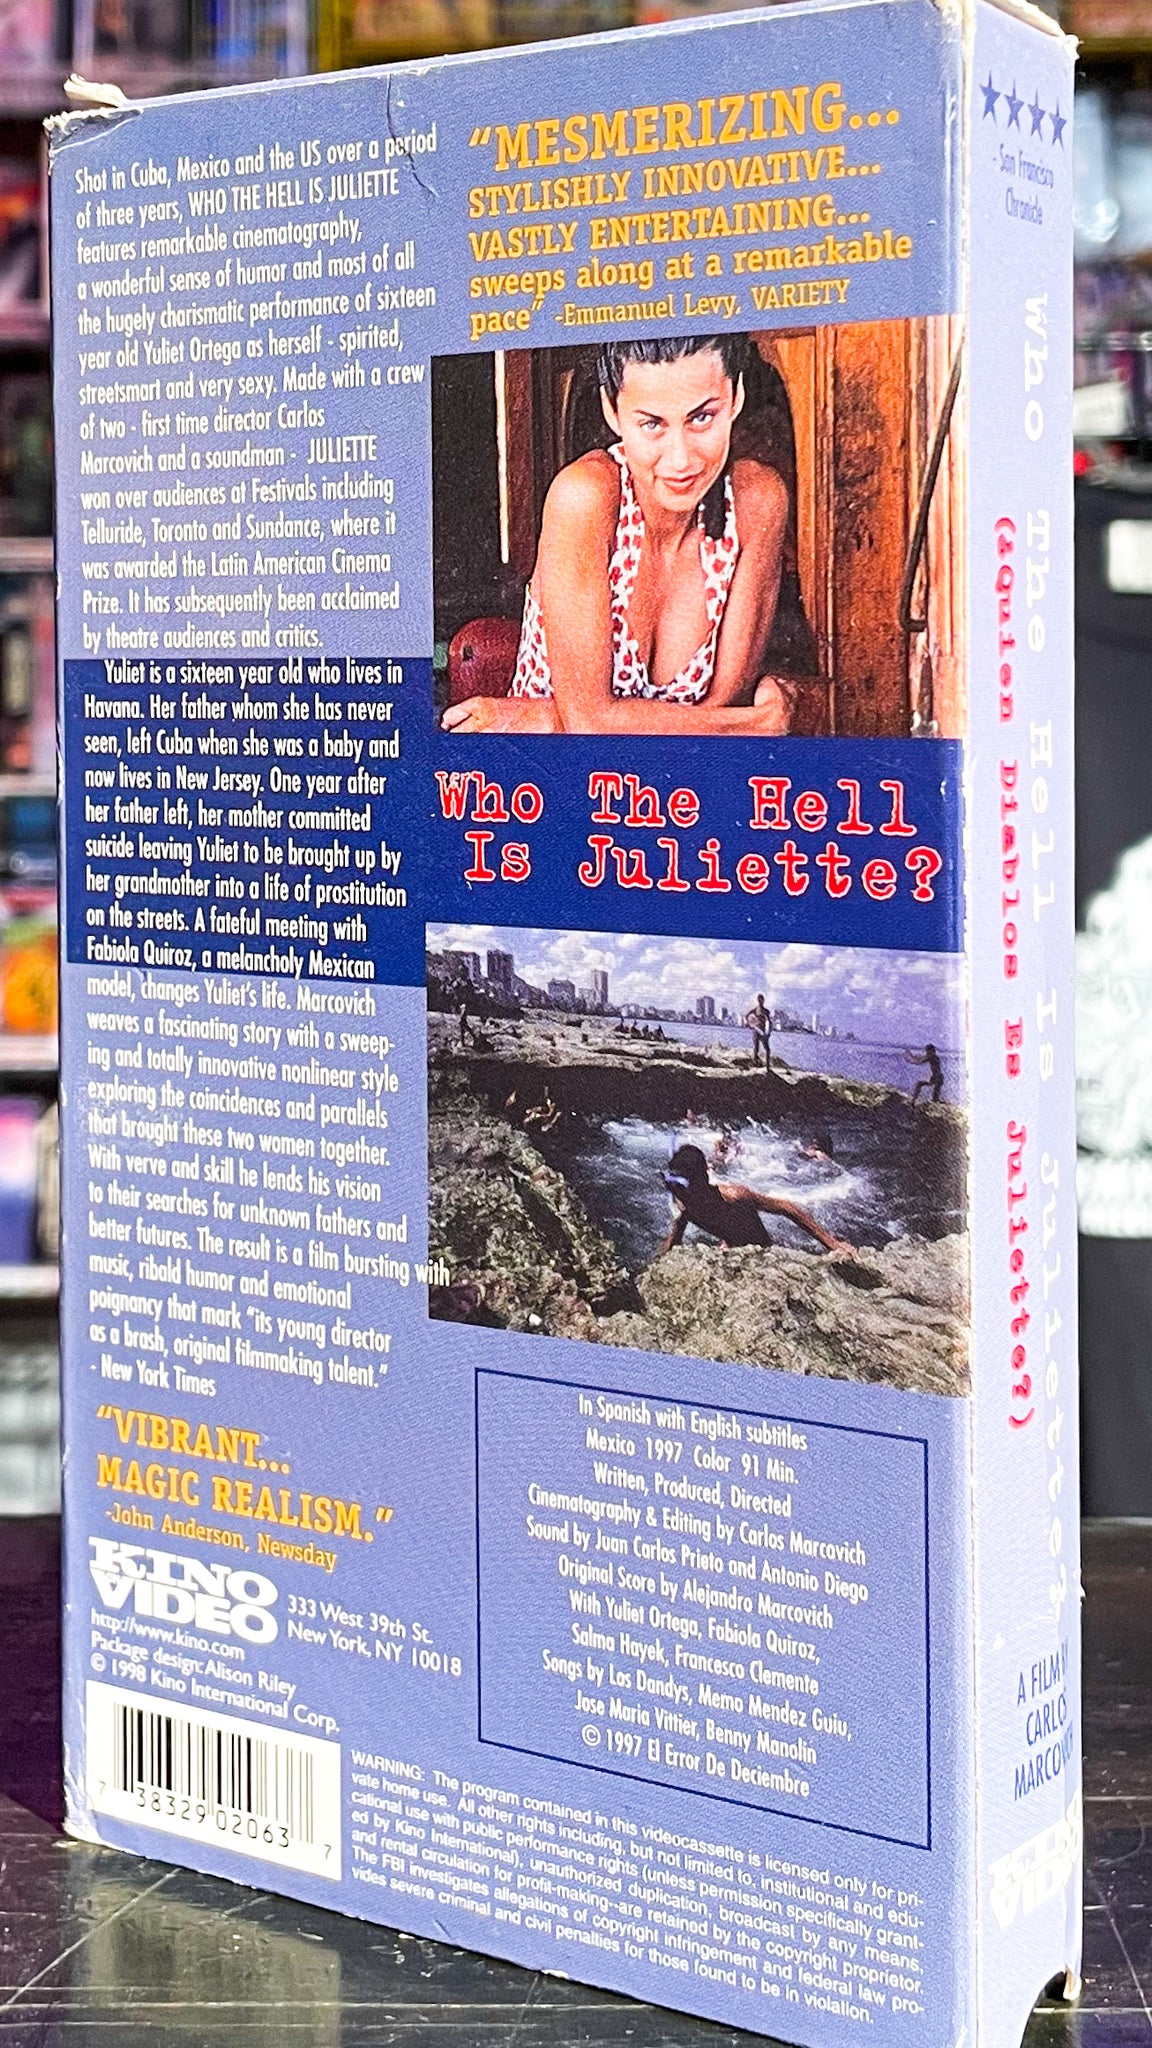 Shot in Cuba, Mexico and the US over a period
of three years, WHO THE HELL IS JULIETTE
features remarkable cinematography,
a wonderful sense of humor and most of all
the hugely charismatic performance of sixteen
year old Yuliet Ortega as herself - spirited,
streetsmart and very sexy. Made with a crew
of two - first time director Carlos
Marcovich and a soundman - JULIETTE
won over audiences at Festivals including
Telluride, Toronto and Sundance, where it
was awarded the Latin American Cinema
Prize. It has subsequently been acclaimed
by theatre audiences and critics.
Yuliet is a sixteen year old who lives in
Havana. Her father whom she has never
seen, left Cuba when she was a baby and
now lives in New Jersey. One year after
her father left, her mother committed
suicide leaving Yuliet to be brought up by
her grandmother into a life of prostitution
on the streets. A fateful meeting with
Fabiola Quiroz, a melancholy Mexican
model, changes Yuliet's life. Marcovich
weaves a fascinating story with a sweep-
ing and totally innovative nonlinear style
exploring the coincidences and parallels
that brought these two women together.
With verve and skill he lends his vision
to their searches for unknown fathers and
better futures. The result is a film bursting with
music, ribald humor and emotional
poignancy that mark "its young director
as a brash, original filmmaking talent."
- New York Times
"VIBRANT...
MAGIC REALISM."
-John Anderson, Newsday
KINO
VIDEO
333 West 39th St.
New York, NY 10018
http://www.kino.com
Package design: Alison Riley
© 1998 Kino International Corp.
7 38329 02063 7
"MESMERIZING...
STYLISHLY INNOVATIVE...
VASTLY ENTERTAINING...
sweeps along at a remarkable
pace" -Emmanuel Levy, VARIETY
Who The Hell
Is Juliette?
In Spanish with English subtitles
Mexico 1997 Color 91 Min.
Written, Produced, Directed
Cinematography & Editing by Carlos Marcovich
Sound by Juan Carlos Prieto and Antonio Diego
Original Score by Alejandro Marcovich
With Yuliet Ortega, Fabiola Quiroz,
Salma Hayek, Francesco Clemente
Songs by Los Dandys, Memo Mendez Guiu,
Jose Maria Vittier, Benny Manolin
© 1997 El Error De Deciembre
WARNING: The program contained in this videocassette is licensed only for pri-
vate home use. All other rights including, but not limited to, institutional and edu-
cational use with public performance rights (unless permission specifically grant-
ed by Kino International), unauthorized duplication, broadcast by any means,
and rental circulation for profit-making--are retained by the copyright proprietor.
The FBI investigates allegations of copyright infringement and federal law pro-
vides severe criminal and civil penalties for those found to be in violation.
★★★★
- San Francisco
Chronicle
Who The Hell Is Juliette?
(¿Quien Diablos Es Juliette?)
A FILM BY
CARLOS
MARCOVICH
KINO
VIDEO